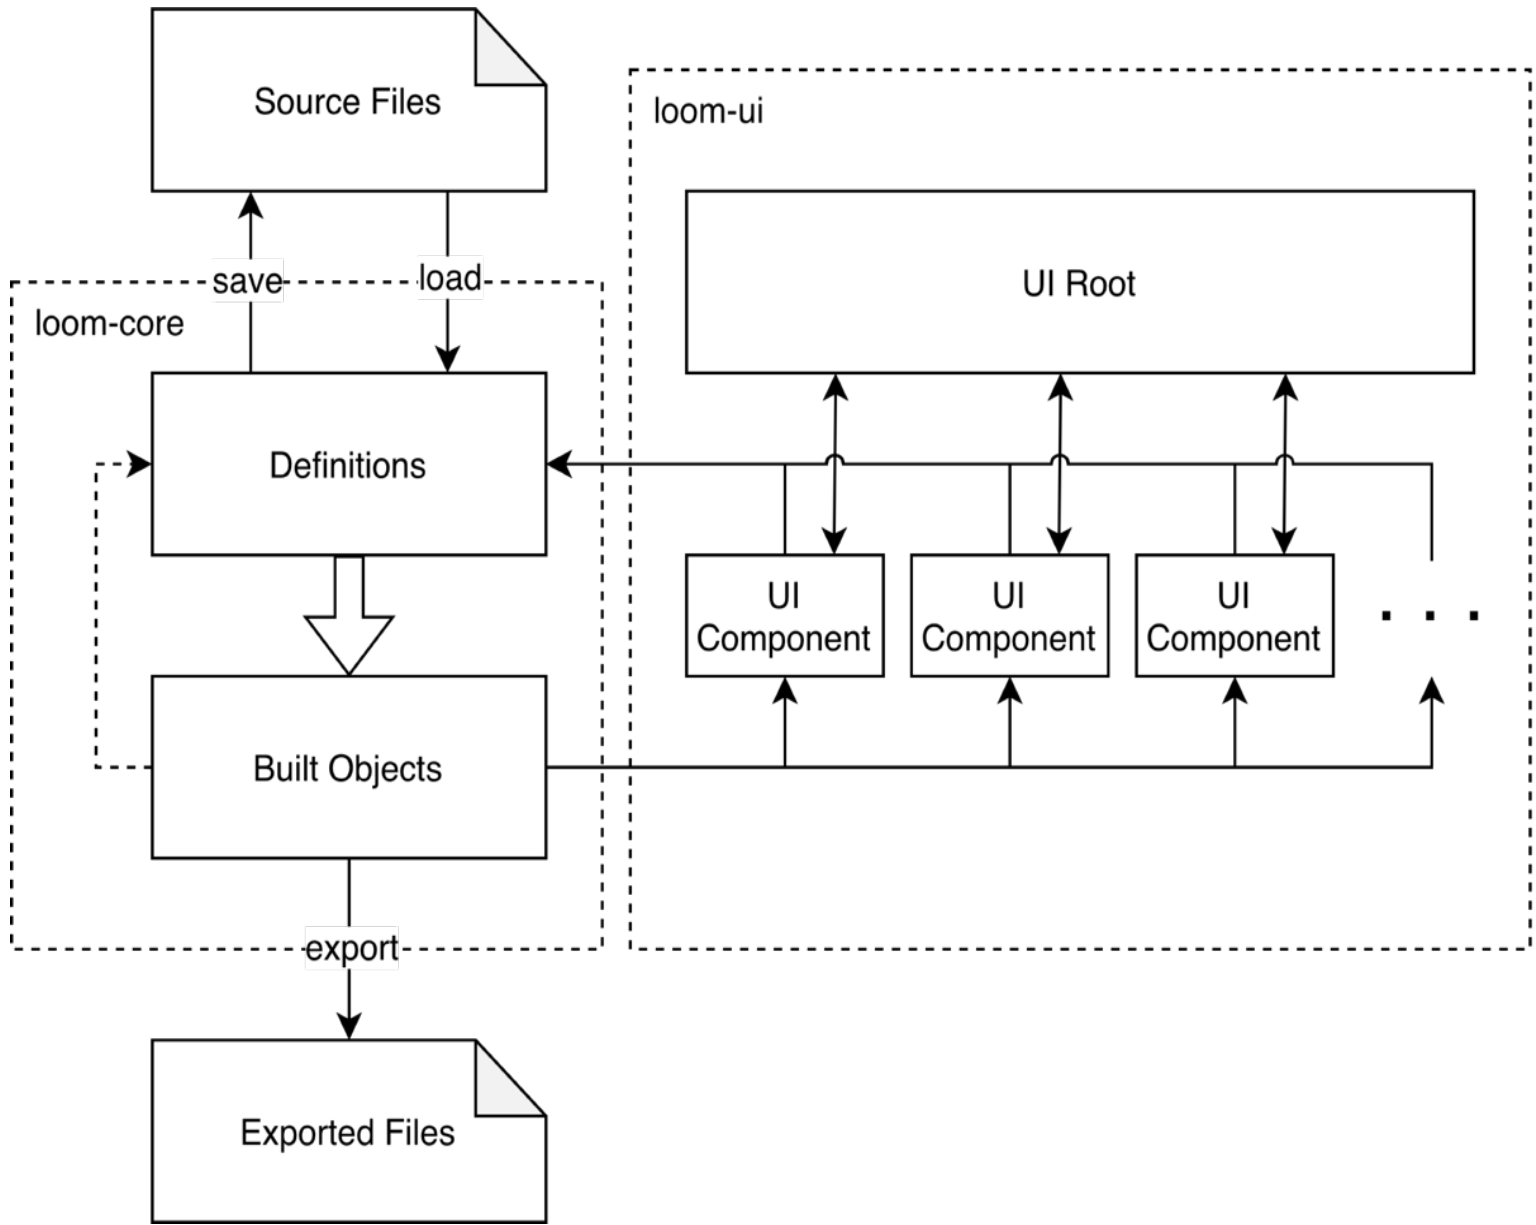 Source Files
loom-ui
UI Root
save
load
loom-core
Definitions
UI
Component
UI
Component
UI
Component
. . .
Built Objects
export
Exported Files